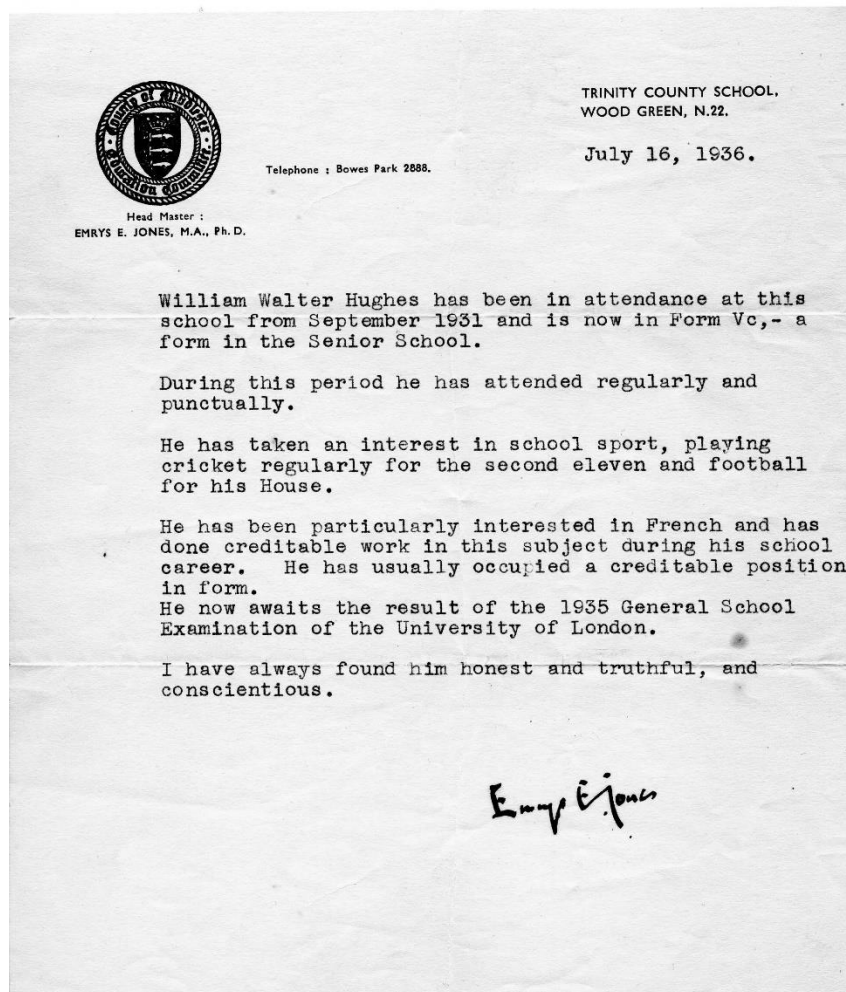 County of Middlesex
Education Committee.
TRINITY COUNTY SCHOOL,
WOOD GREEN, N.22.
Telephone : Bowes Park 2888.
July 16, 1936.
Head Master :
EMRYS E. JONES, M.A., Ph.D.
William Walter Hughes has been in attendance at this
school from September 1931 and is now in Form Vc,- a
form in the Senior School.
During this period he has attended regularly and
punctually.
He has taken an interest in school sport, playing
cricket regularly for the second eleven and football
for his House.
He has been particularly interested in French and has
done creditable work in this subject during his school
career. He has usually occupied a creditable position
in form.
He now awaits the result of the 1935 General School
Examination of the University of London.
I have always found him honest and truthful, and
conscientious.
Emrys E Jones